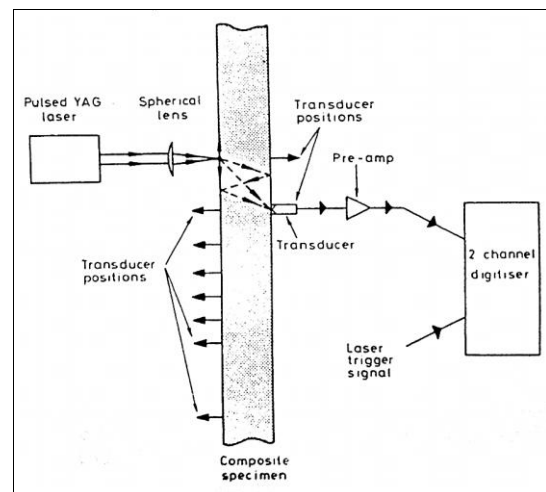 Pulsed YAG
laser
Spherical
lens
Transducer
positions
Pre-amp
Transducer
2 channel
digitiser
Transducer
positions
Laser
trigger
signal
Composite
specimen